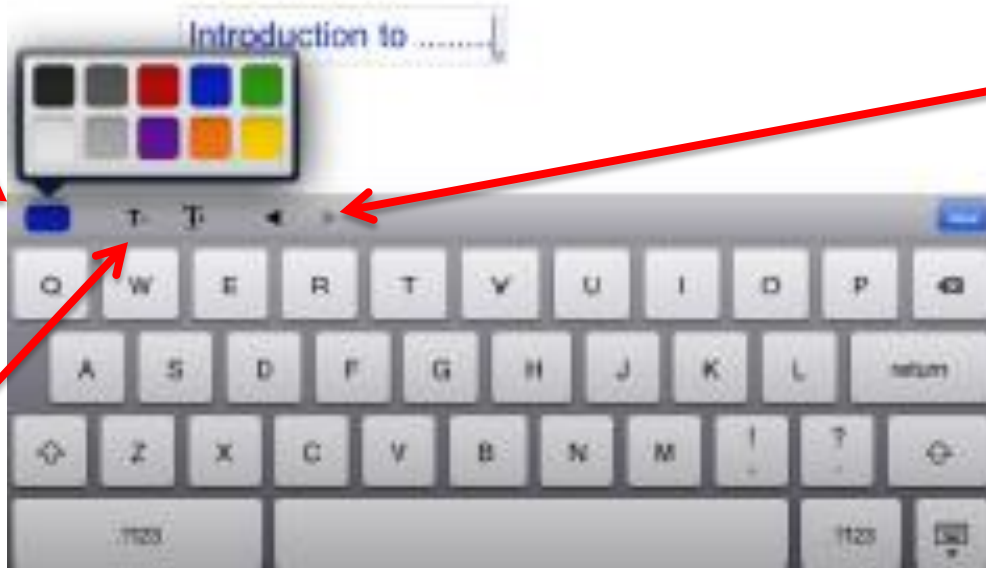 Introduction to .........
T- T+
Q W E R T Y U I O P
A S D F G H J K L return
Z X C V B N M ! , ? .
.?123 .?123